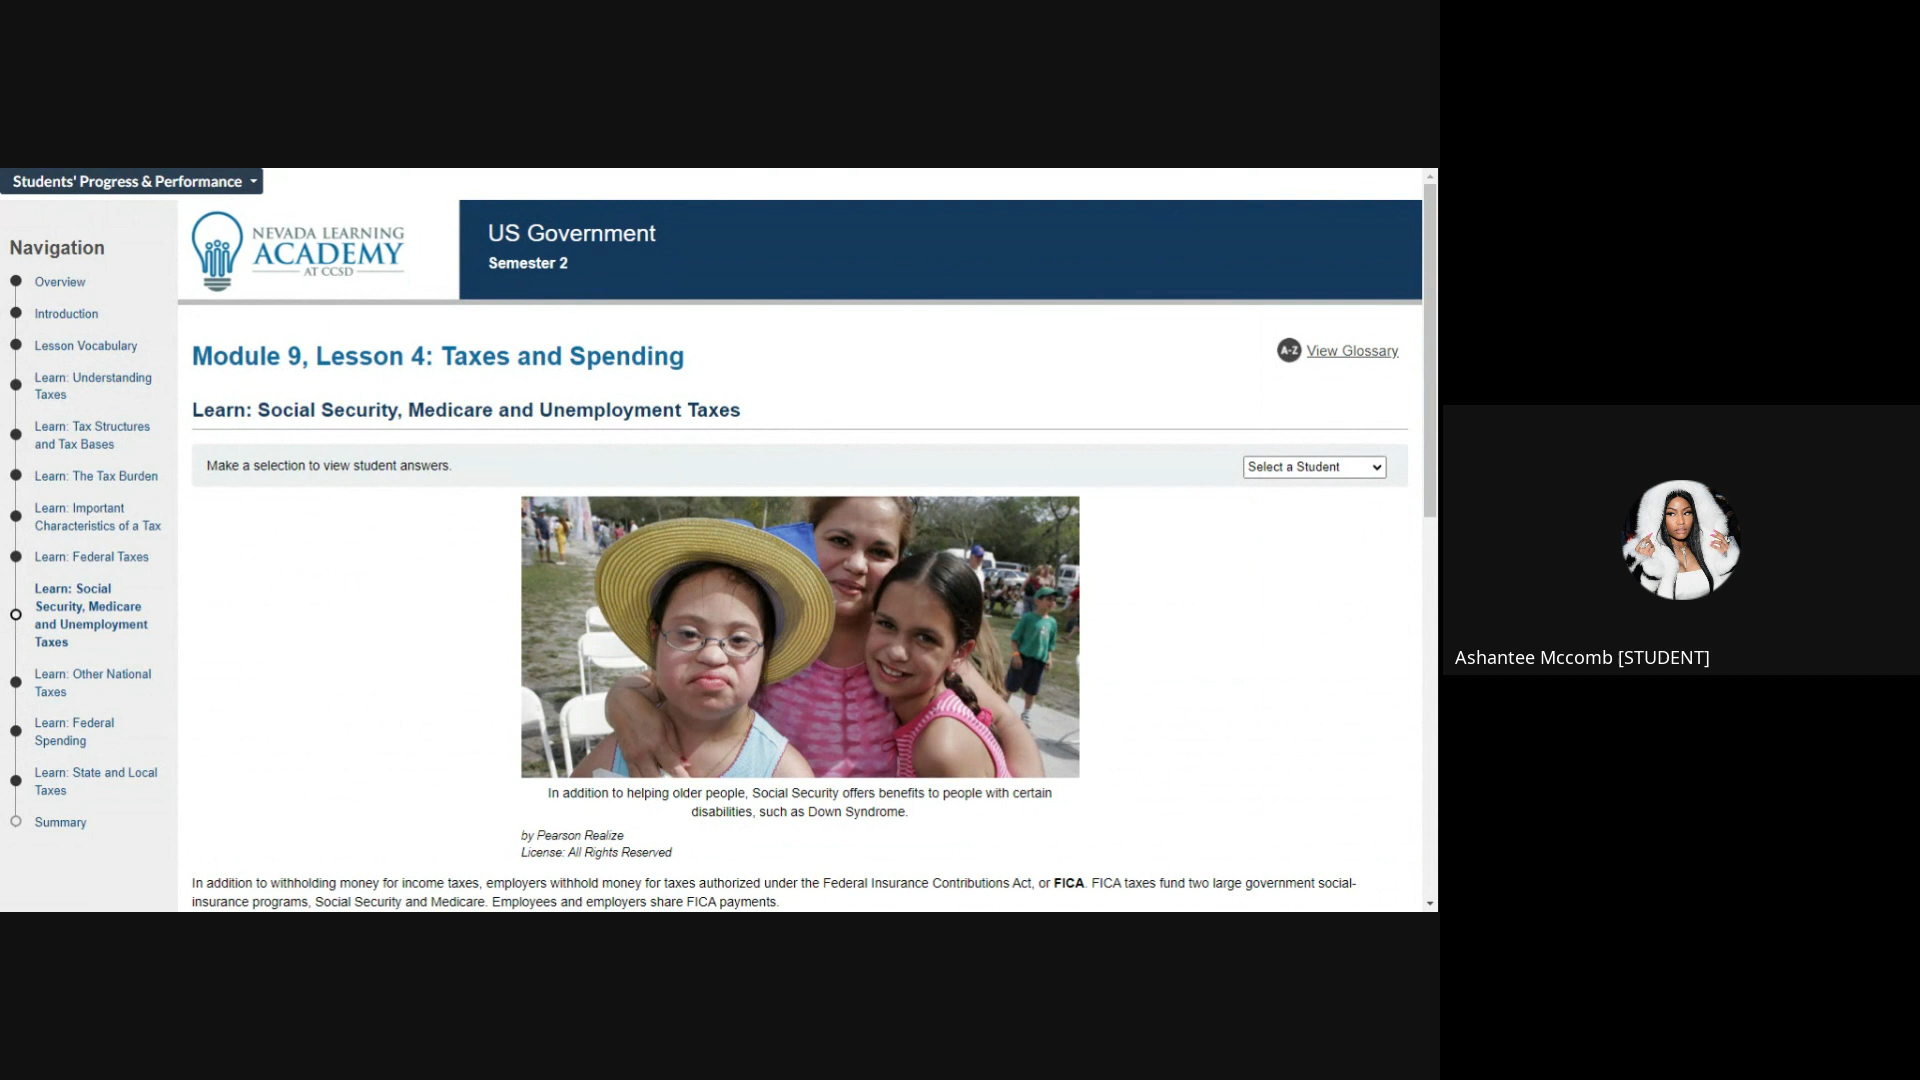 Students' Progress & Performance
Navigation
Overview
Introduction
Lesson Vocabulary
Learn: Understanding
Taxes
Learn: Tax Structures
and Tax Bases
Learn: The Tax Burden
Learn: Important
Characteristics of a Tax
Learn: Federal Taxes
Learn: Social
Security, Medicare
and Unemployment
Taxes
Learn: Other National
Taxes
Learn: Federal
Spending
Learn: State and Local
Taxes
Summary
NEVADA LEARNING
ACADEMY
AT CCSD
US Government
Semester 2
Module 9, Lesson 4: Taxes and Spending
A-Z View Glossary
Learn: Social Security, Medicare and Unemployment Taxes
Make a selection to view student answers.
Select a Student
In addition to helping older people, Social Security offers benefits to people with certain
disabilities, such as Down Syndrome.
by Pearson Realize
License: All Rights Reserved
In addition to withholding money for income taxes, employers withhold money for taxes authorized under the Federal Insurance Contributions Act, or FICA. FICA taxes fund two large government social-
insurance programs, Social Security and Medicare. Employees and employers share FICA payments.
Ashantee Mccomb [STUDENT]